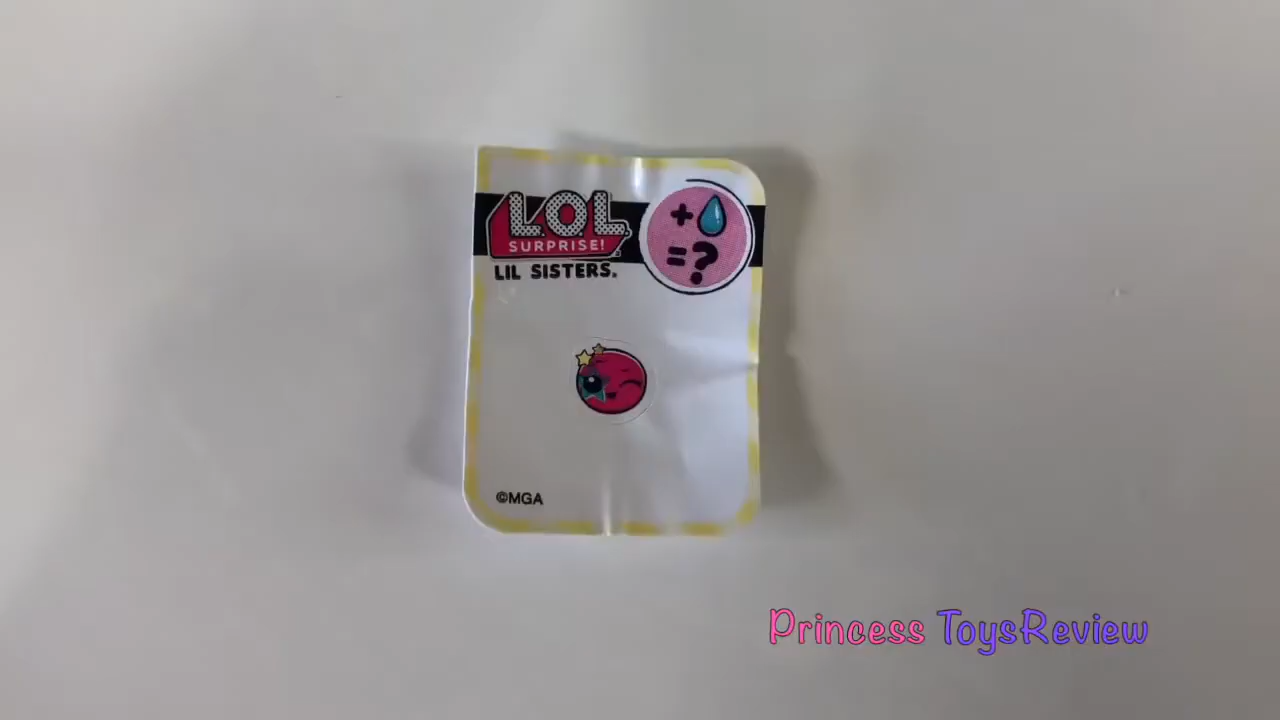 L.O.L.
SURPRISE!
LIL SISTERS.
+
=?
©MGA
Princess ToysReview